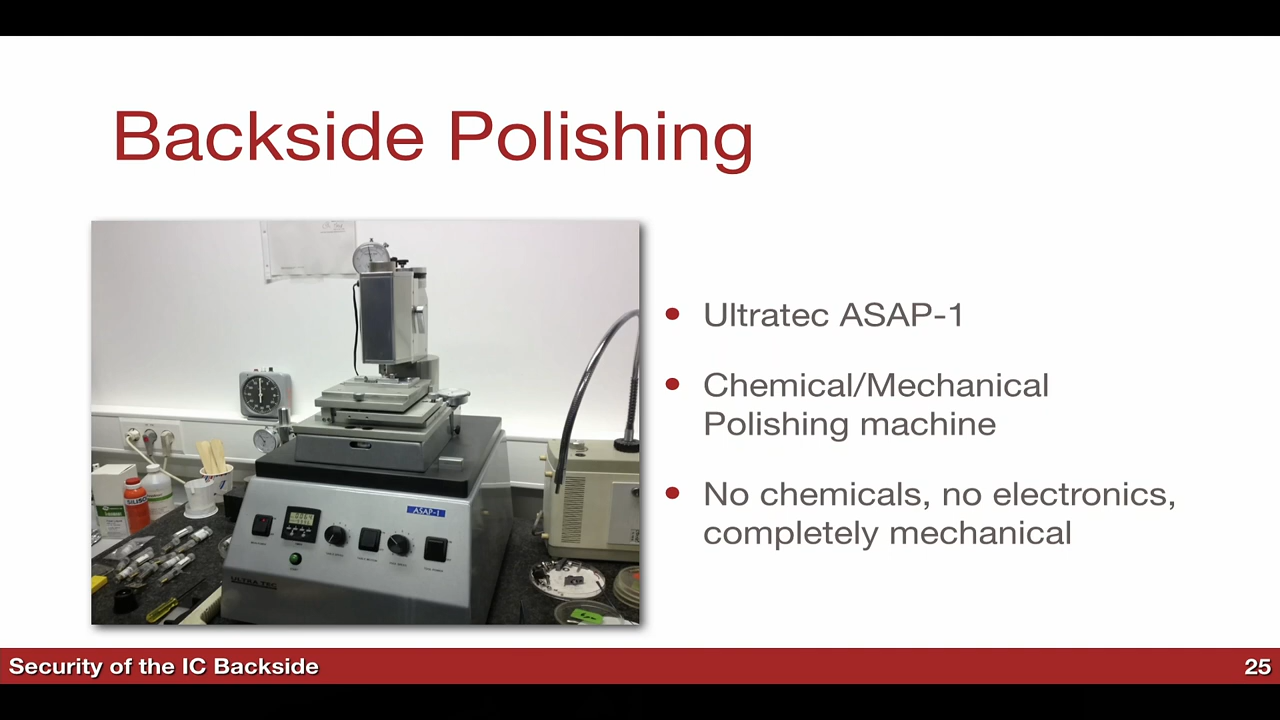 Backside Polishing
• Ultratec ASAP-1
• Chemical/Mechanical
Polishing machine
• No chemicals, no electronics,
completely mechanical
ASAP-1
ULTRA TEC
Security of the IC Backside
25